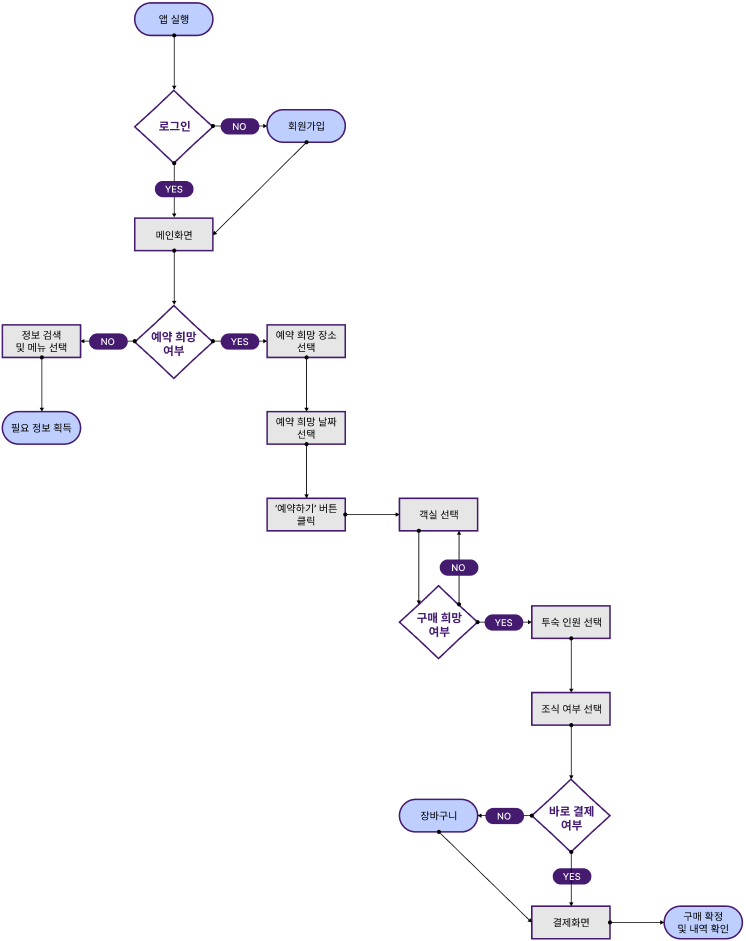 앱 실행
로그인
NO
회원가입
YES
메인화면
정보 검색
및 메뉴 선택
NO
예약 희망
여부
YES
예약 희망 장소
선택
필요 정보 획득
예약 희망 날짜
선택
‘예약하기’ 버튼
클릭
객실 선택
NO
구매 희망
여부
YES
투숙 인원 선택
조식 여부 선택
장바구니
NO
바로 결제
여부
YES
결제화면
구매 확정
및 내역 확인